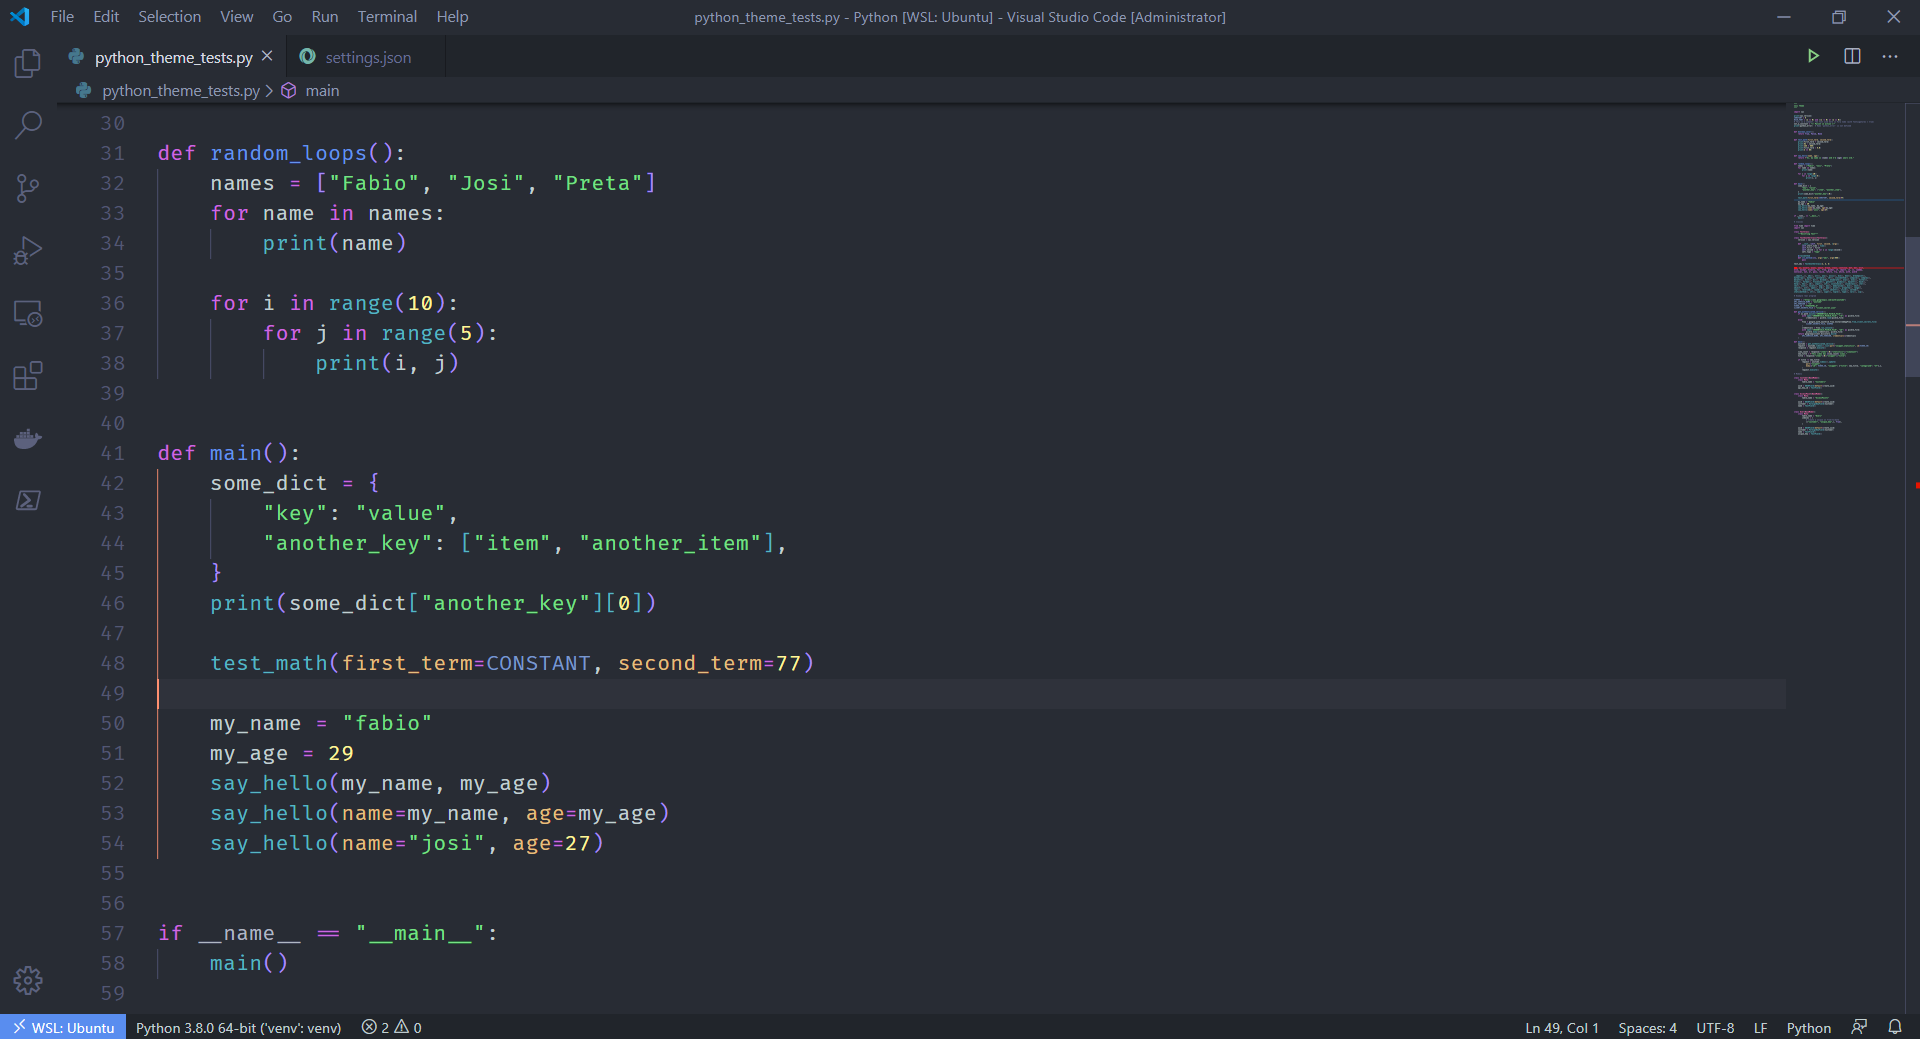 File Edit Selection View Go Run Terminal Help
python_theme_tests.py - Python [WSL: Ubuntu] - Visual Studio Code [Administrator]
python_theme_tests.py settings.json
python_theme_tests.py > main
30
31 def random_loops():
32     names = ["Fabio", "Josi", "Preta"]
33     for name in names:
34         print(name)
35
36     for i in range(10):
37         for j in range(5):
38             print(i, j)
39
40
41 def main():
42     some_dict = {
43         "key": "value",
44         "another_key": ["item", "another_item"],
45     }
46     print(some_dict["another_key"][0])
47
48     test_math(first_term=CONSTANT, second_term=77)
49
50     my_name = "fabio"
51     my_age = 29
52     say_hello(my_name, my_age)
53     say_hello(name=my_name, age=my_age)
54     say_hello(name="josi", age=27)
55
56
57 if __name__ == "__main__":
58     main()
59
WSL: Ubuntu Python 3.8.0 64-bit ('venv': venv) 2 0 Ln 49, Col 1 Spaces: 4 UTF-8 LF Python